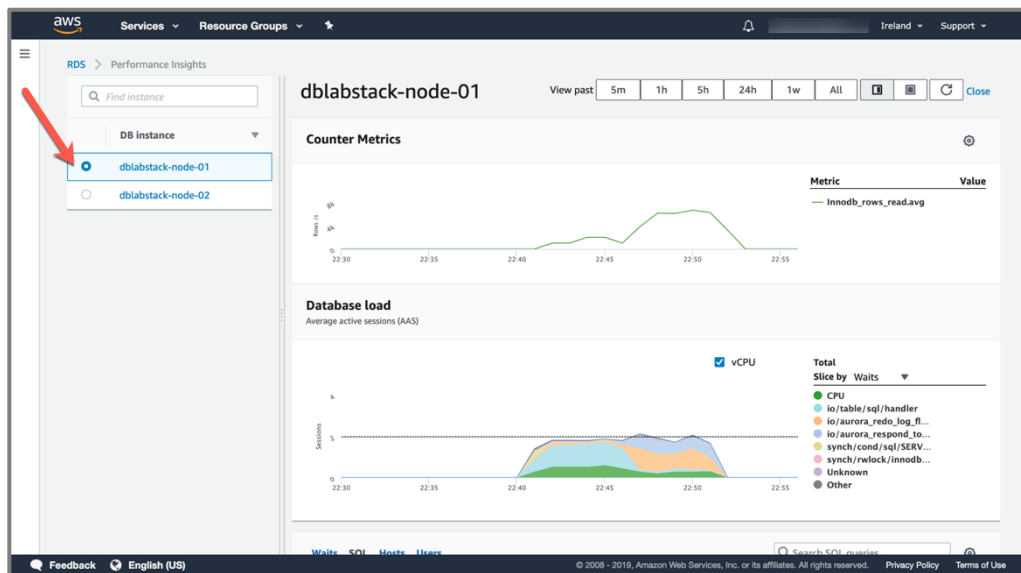 aws Services Resource Groups Ireland Support
RDS > Performance Insights
Find instance
DB instance
dblabstack-node-01
dblabstack-node-02
dblabstack-node-01
View past 5m 1h 5h 24h 1w All Close
Counter Metrics
Metric Value
Innodb_rows_read.avg
Rows /s
8k
4k
0
22:30 22:35 22:40 22:45 22:50 22:55
Database load
Average active sessions (AAS)
vCPU
Total
Slice by Waits
CPU
io/table/sql/handler
io/aurora_redo_log_fl...
io/aurora_respond_to...
synch/cond/sql/SERV...
synch/rwlock/innodb...
Unknown
Other
Sessions
4
2
0
22:30 22:35 22:40 22:45 22:50 22:55
Waits SQL Hosts Users
Search SQL queries
Feedback English (US)
© 2008 - 2019, Amazon Web Services, Inc. or its affiliates. All rights reserved. Privacy Policy Terms of Use